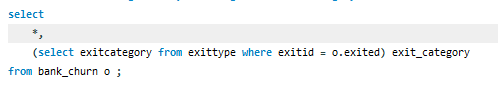 select
*,
(select exitcategory from exittype where exitid = o.exited) exit_category
from bank_churn o ;